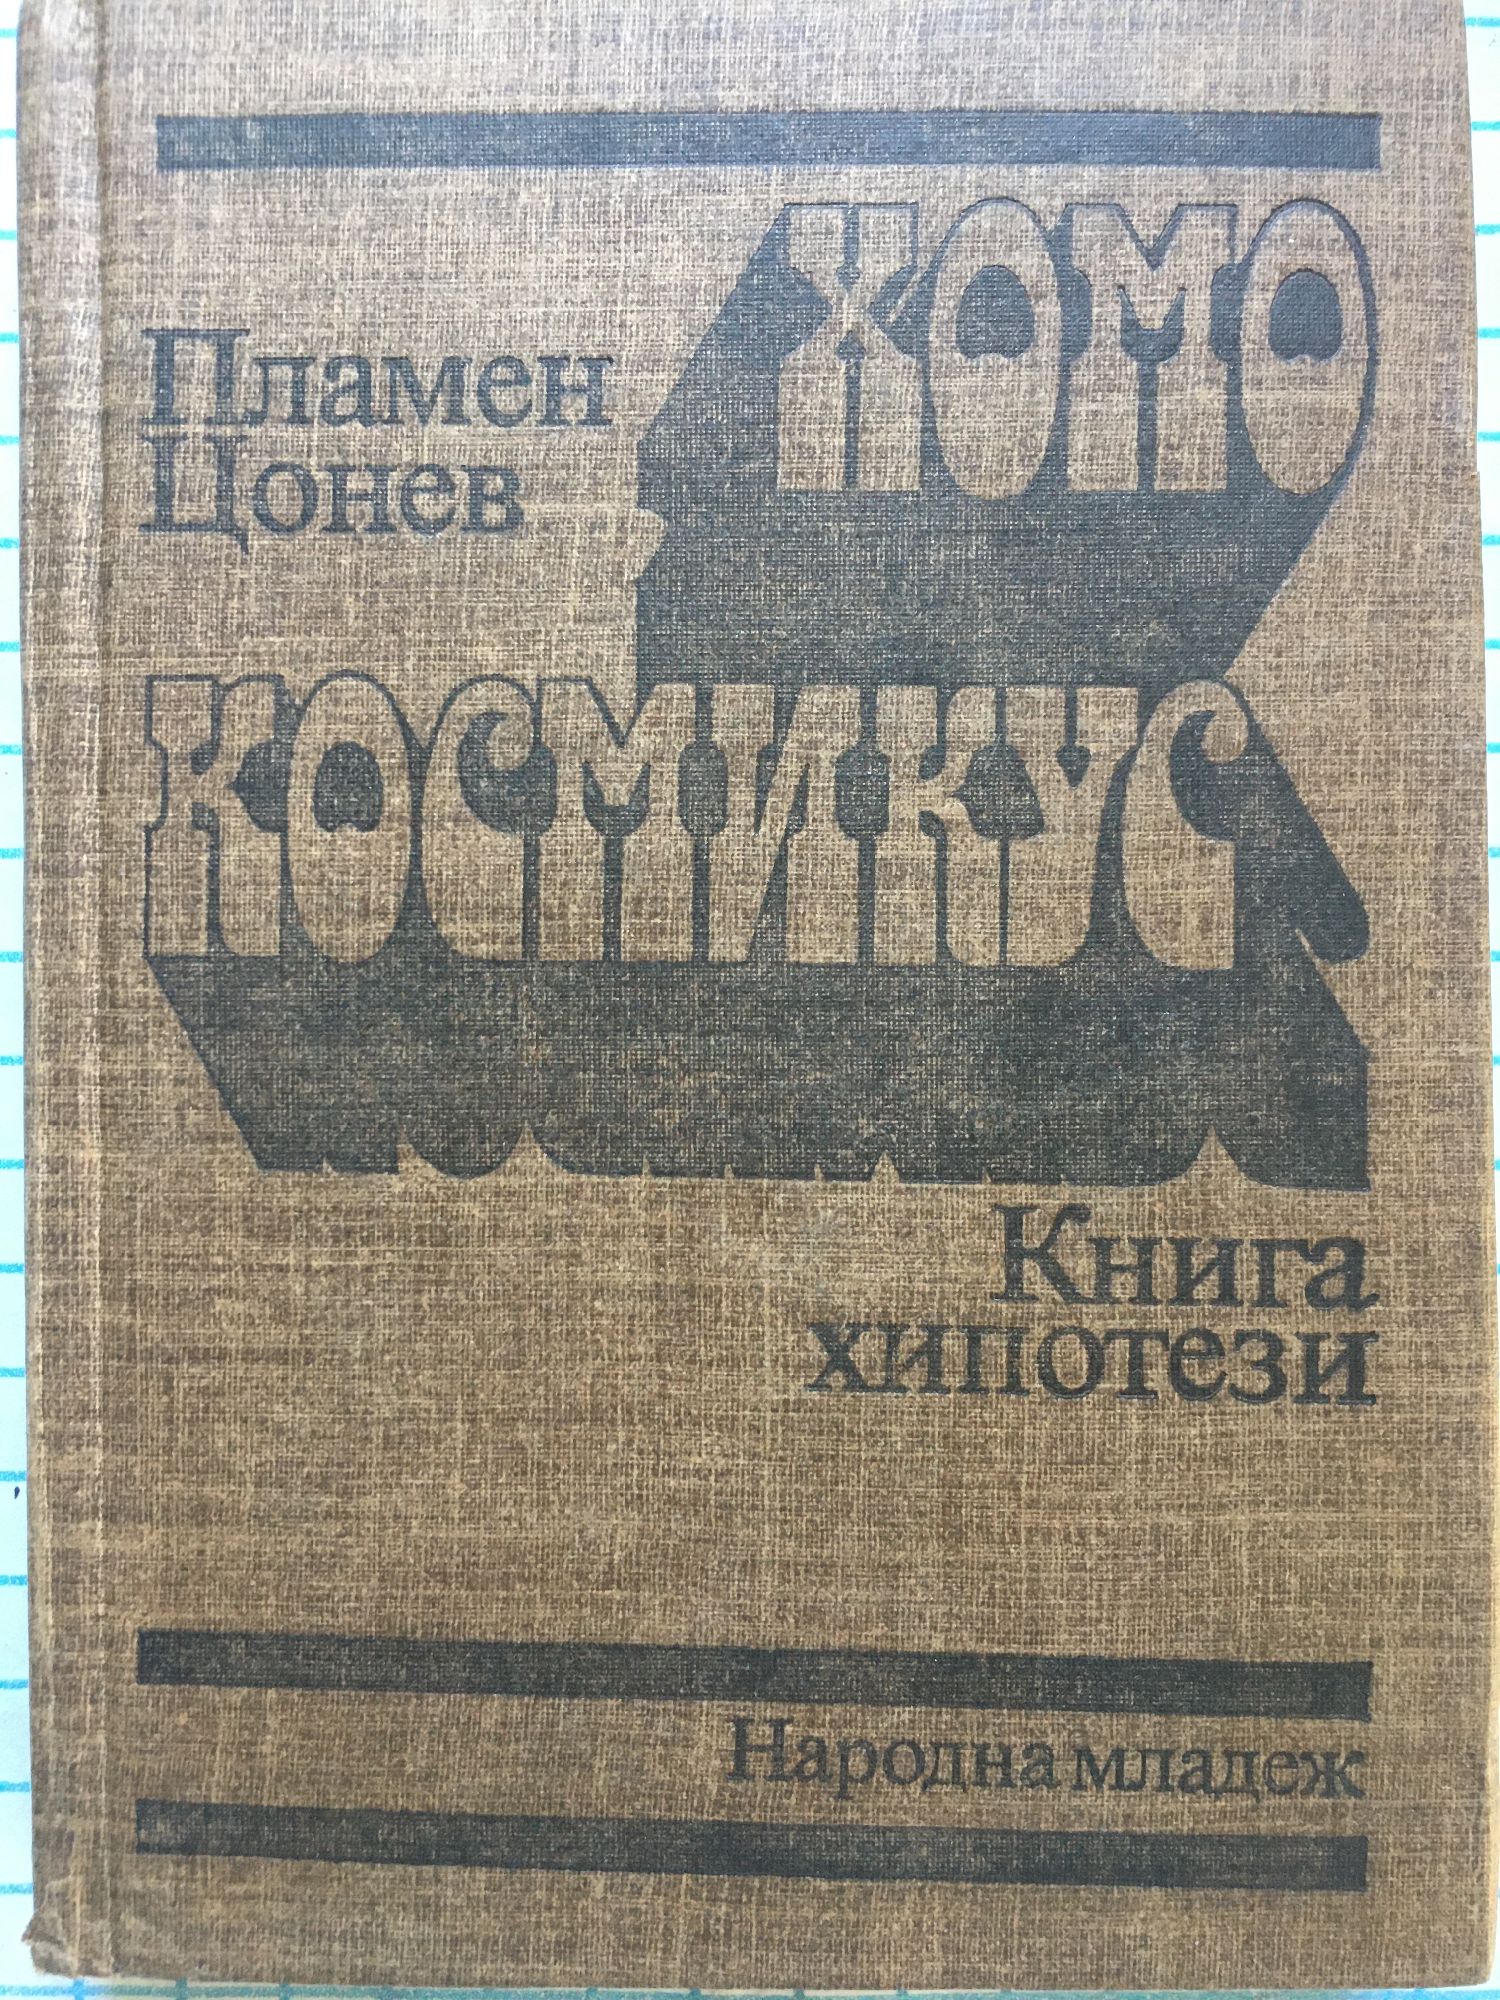 Пламен
Цонев
ХОМО
КОСМИКУС
Книга
хипотези
Народна младеж